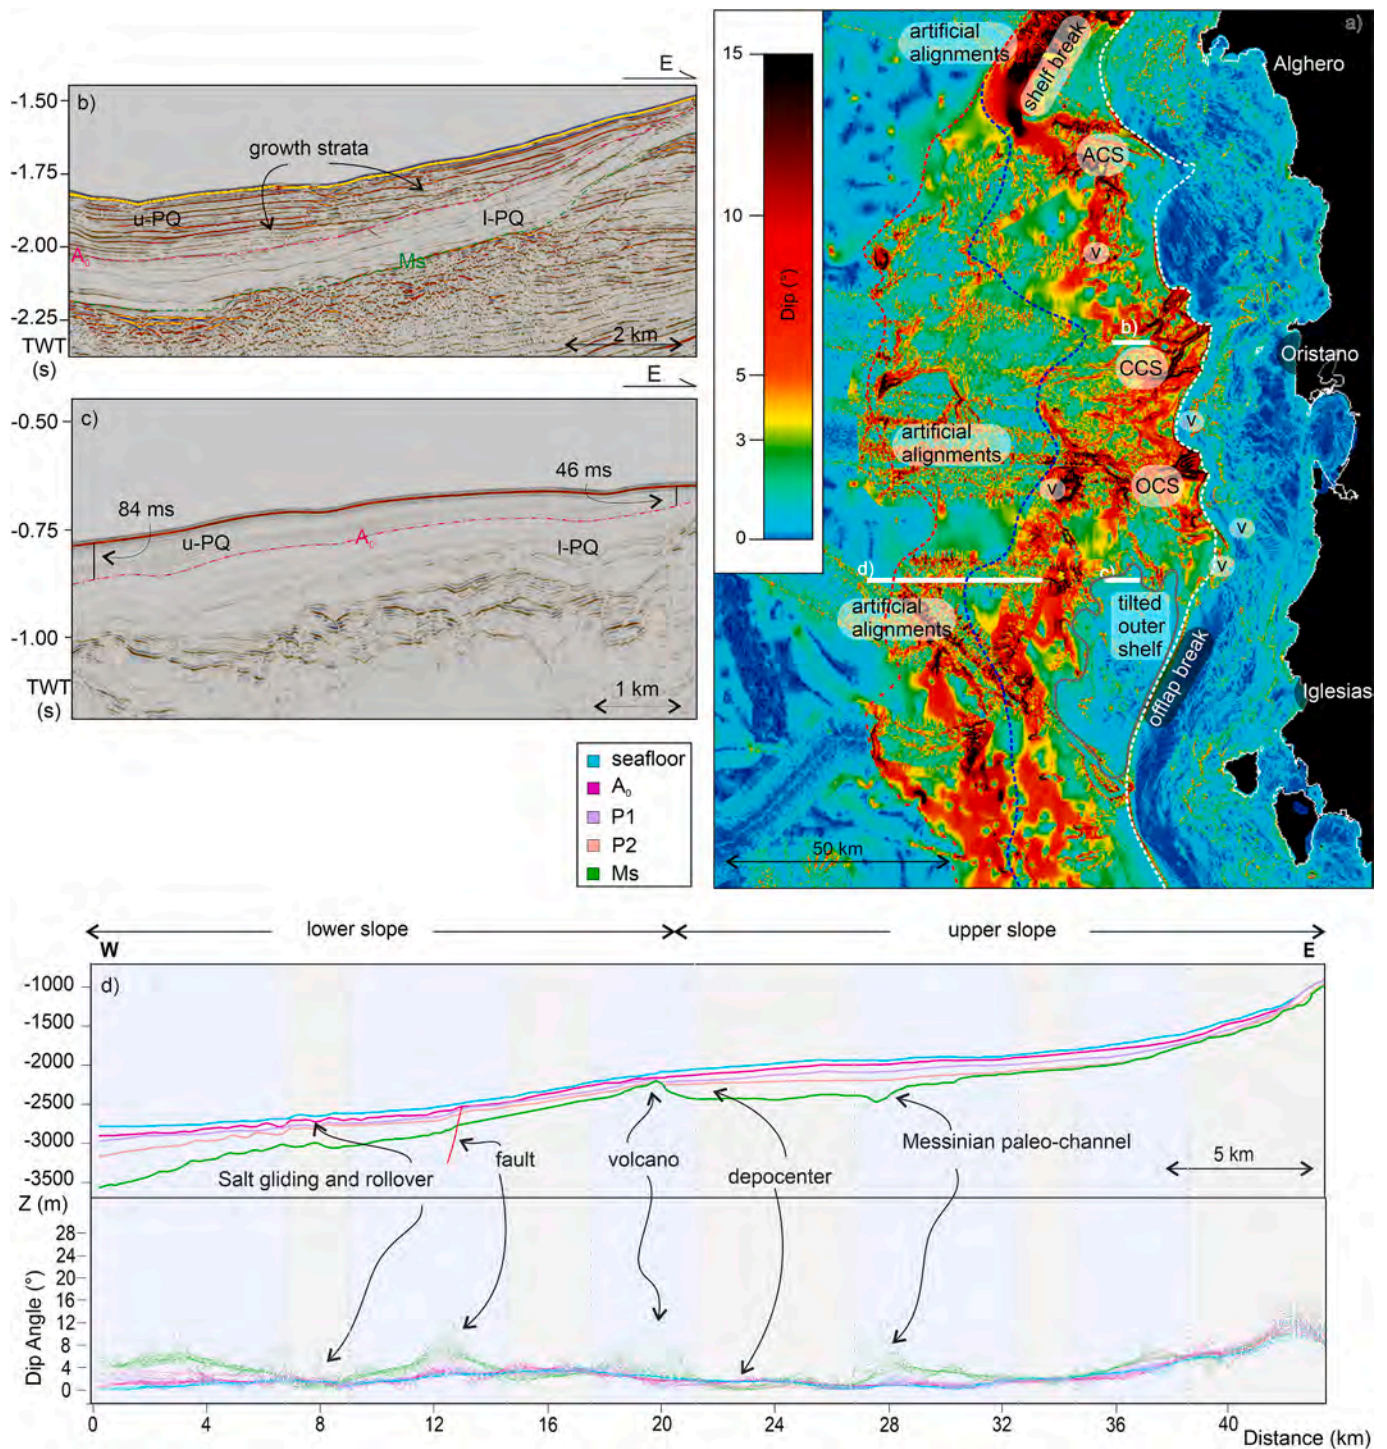 b)
E
-1.50
-1.75
-2.00
-2.25
TWT
(s)
growth strata
u-PQ
l-PQ
A₀
Ms
2 km
c)
E
-0.50
-0.75
-1.00
TWT
(s)
46 ms
84 ms
u-PQ
A₀
l-PQ
1 km
seafloor
A₀
P1
P2
Ms
a)
15
10
5
3
0
Dip (°)
artificial
alignments
shelf break
Alghero
ACS
v
b)
CCS
Oristano
v
artificial
alignments
v
OCS
v
v
d)
c)
artificial
alignments
tilted
outer
shelf
offlap break
Iglesias
50 km
lower slope
upper slope
W
E
d)
-1000
-1500
-2000
-2500
-3000
-3500
Z (m)
Salt gliding and rollover
fault
volcano
depocenter
Messinian paleo-channel
5 km
28
24
20
16
12
8
4
0
Dip Angle (°)
0 4 8 12 16 20 24 28 32 36 40
Distance (km)